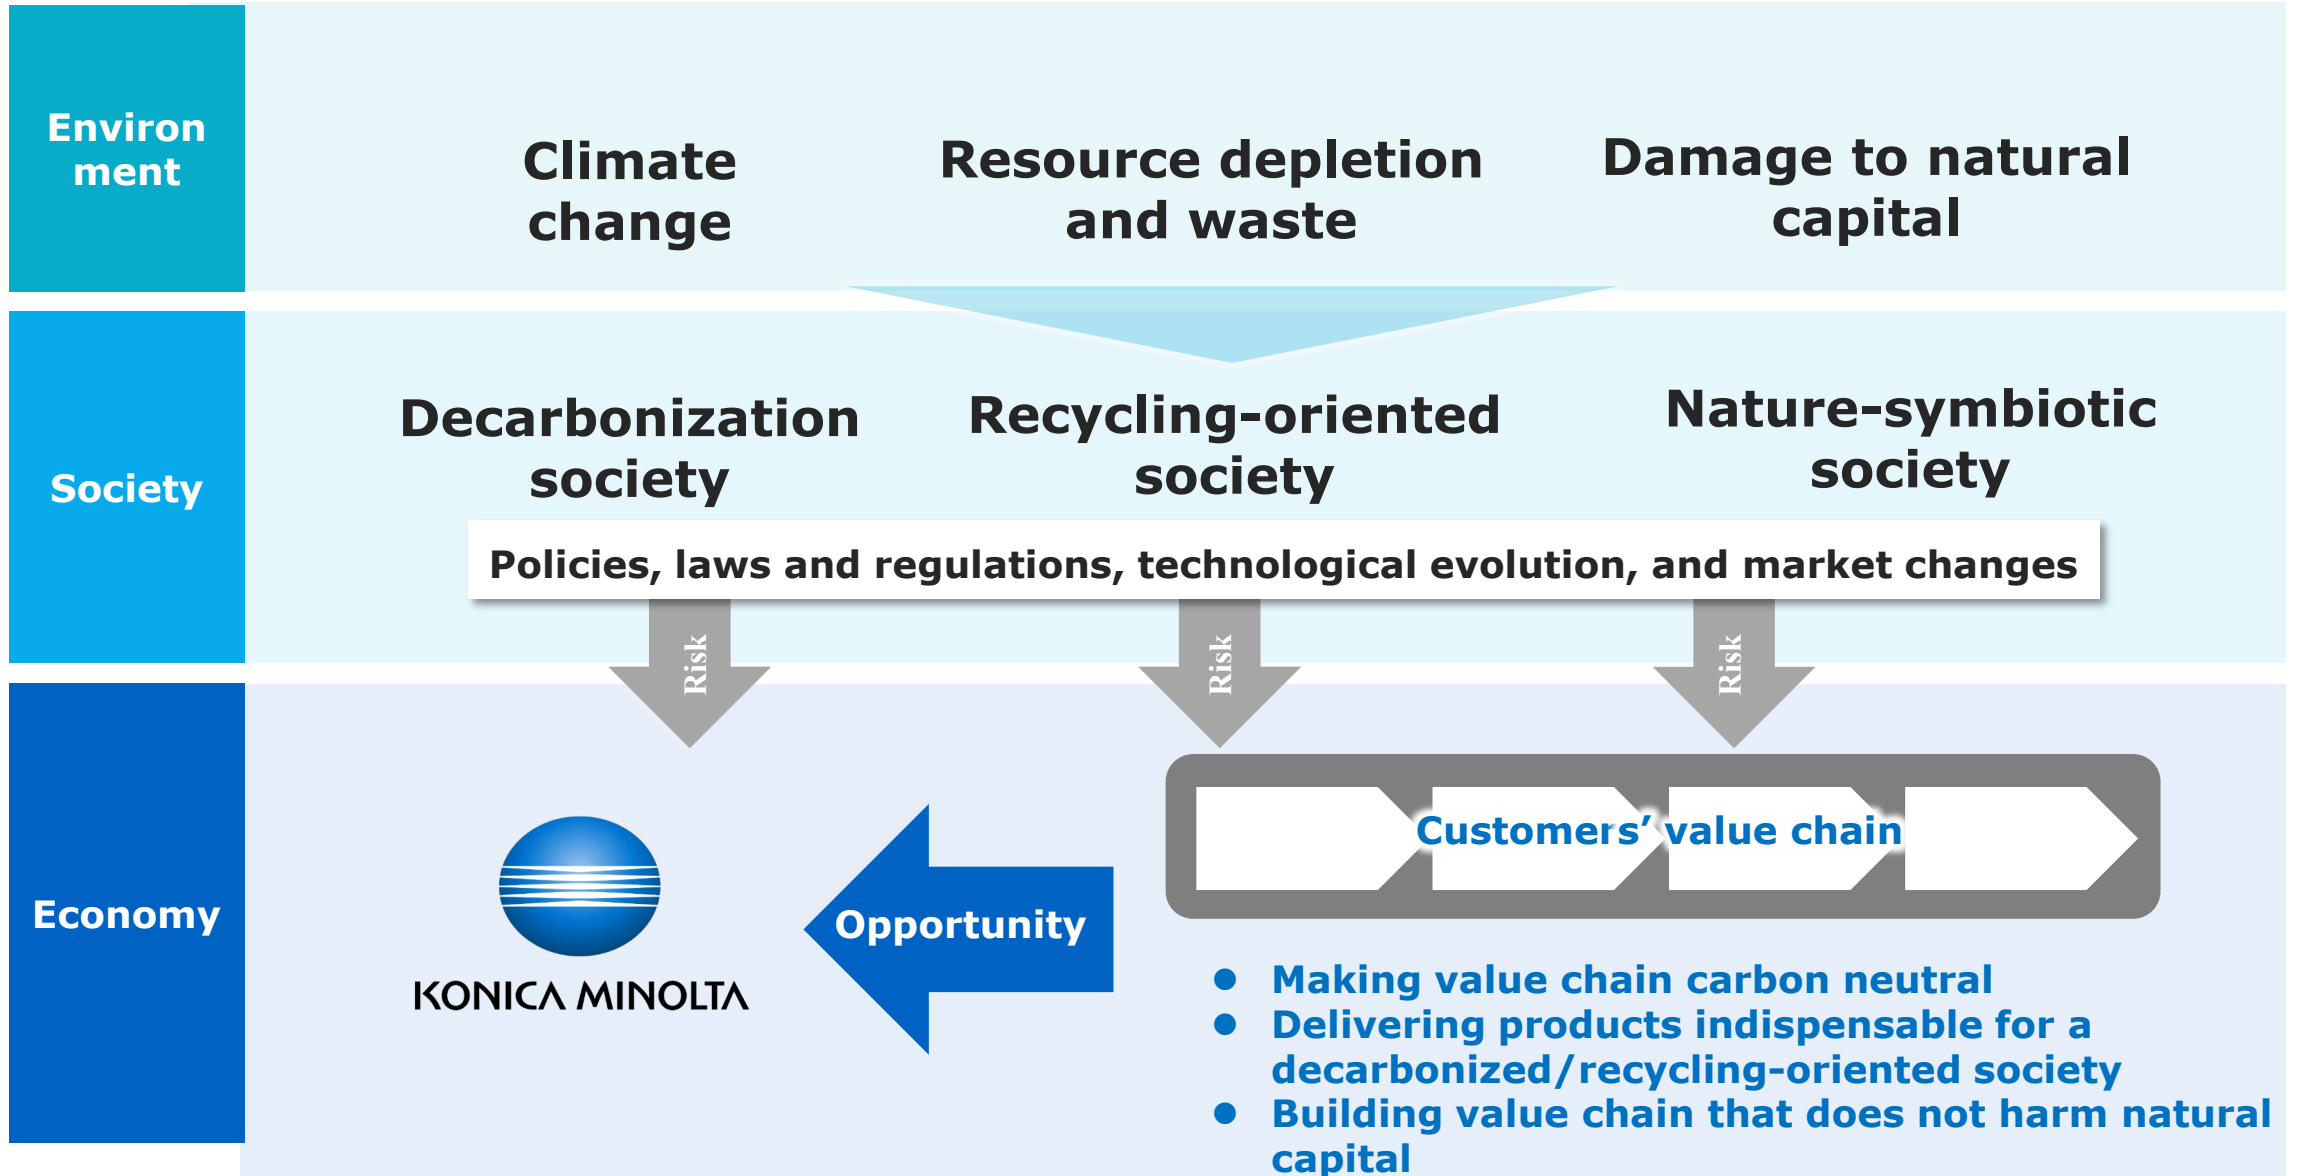 Environ
ment
Climate
change
Resource depletion
and waste
Damage to natural
capital
Society
Decarbonization
society
Recycling-oriented
society
Nature-symbiotic
society
Policies, laws and regulations, technological evolution, and market changes
Risk
Risk
Risk
Economy
KONICA MINOLTA
Opportunity
Customers’ value chain
● Making value chain carbon neutral
● Delivering products indispensable for a
decarbonized/recycling-oriented society
● Building value chain that does not harm natural
capital